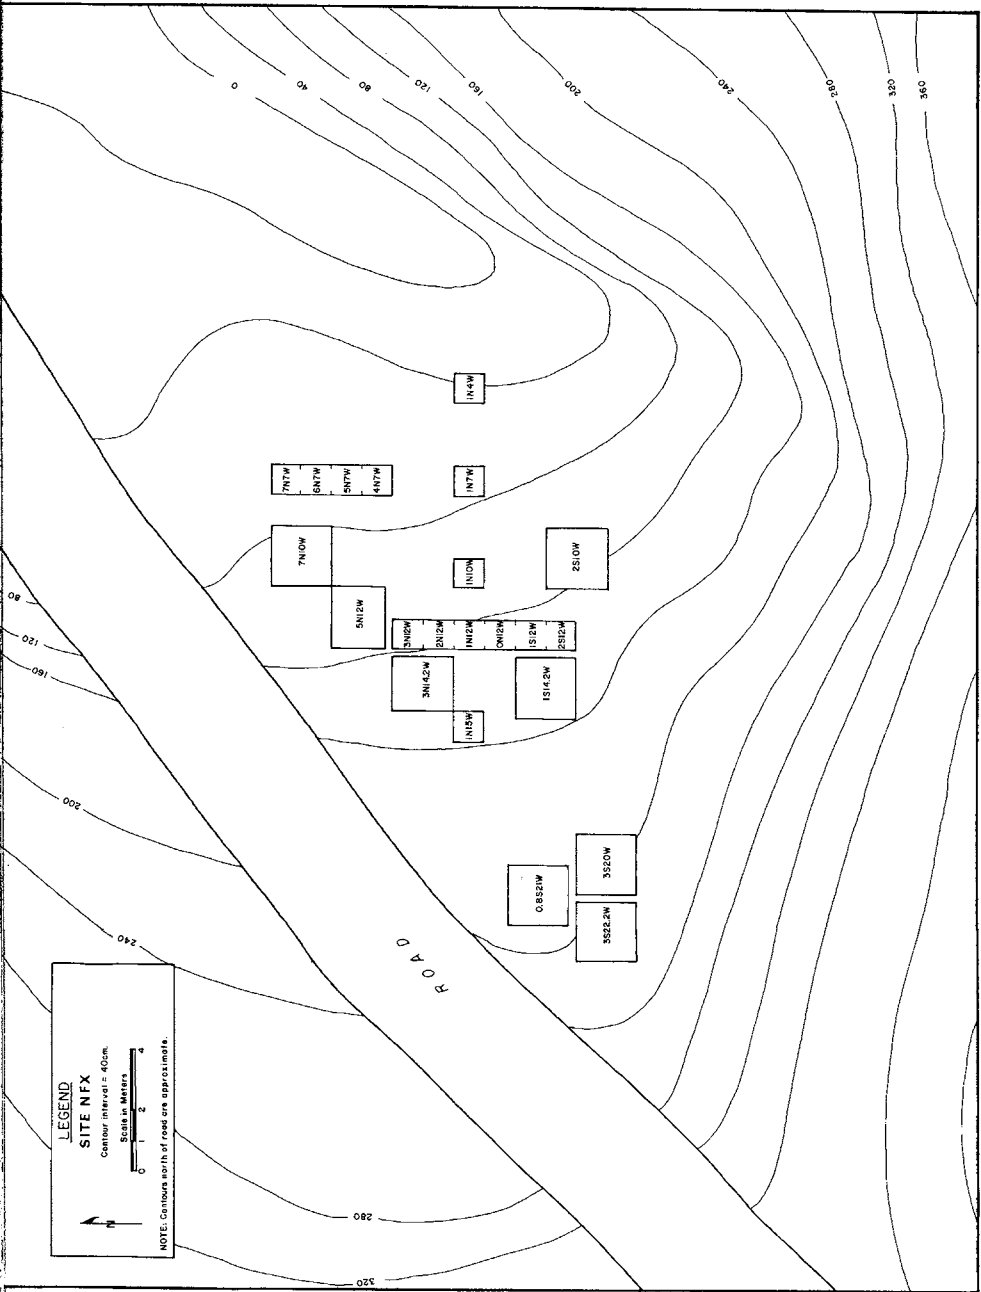 LEGEND
SITE NFX
Contour interval = 40cm.
Scale in Meters
0 1 2 4
N
NOTE: Contours north of road are approximate.
ROAD
0
40
80
120
160
200
240
280
320
360
80
120
160
200
240
280
320
7N7W
6N7W
5N7W
4N7W
1N4W
1N7W
7N10W
1N10W
2S10W
5N12W
3N12W
2N12W
1N12W
0N12W
1S12W
2S12W
3N14.2W
1S14.2W
1N15W
0.8S21W
3S20W
3S22.2W